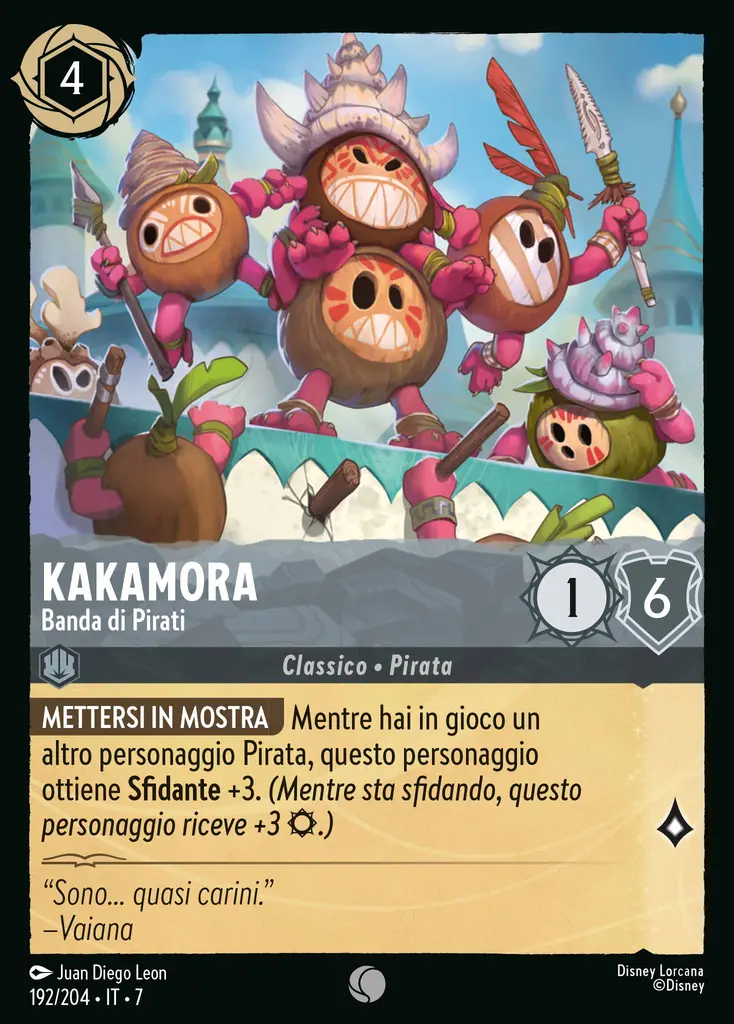 4
KAKAMORA
Banda di Pirati
1
6
Classico • Pirata
METTERSI IN MOSTRA Mentre hai in gioco un
altro personaggio Pirata, questo personaggio
ottiene Sfidante +3. (Mentre sta sfidando, questo
personaggio riceve +3 .)
“Sono... quasi carini.”
–Vaiana
Juan Diego Leon
Disney Lorcana
192/204 • IT • 7
©Disney